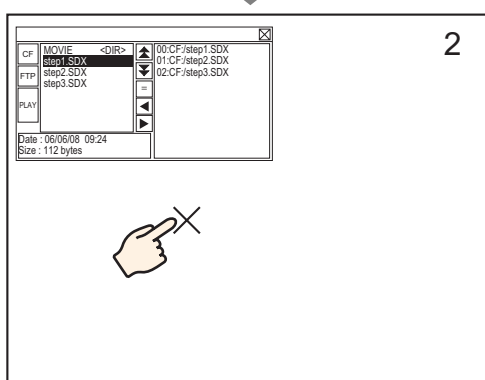 2
CF
FTP
PLAY
MOVIE <DIR>
step1.SDX
step2.SDX
step3.SDX
=
00:CF:/step1.SDX
01:CF:/step2.SDX
02:CF:/step3.SDX
Date : 06/06/08 09:24
Size : 112 bytes